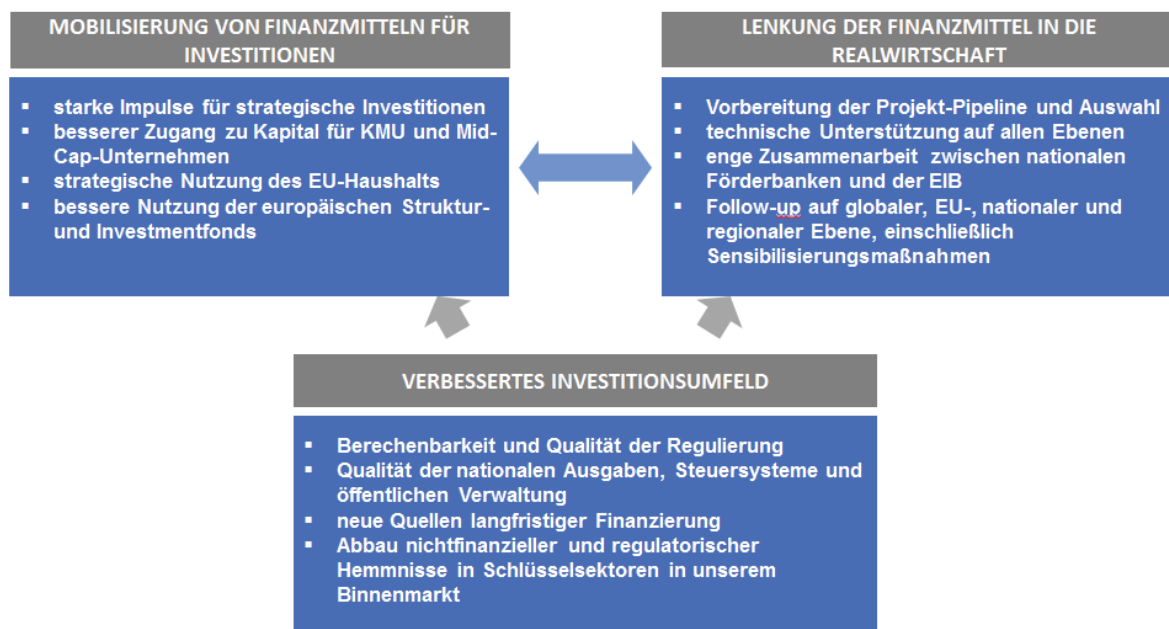 MOBILISIERUNG VON FINANZMITTELN FÜR
INVESTITIONEN
▪ starke Impulse für strategische Investitionen
▪ besserer Zugang zu Kapital für KMU und Mid-
Cap-Unternehmen
▪ strategische Nutzung des EU-Haushalts
▪ bessere Nutzung der europäischen Struktur-
und Investmentfonds
LENKUNG DER FINANZMITTEL IN DIE
REALWIRTSCHAFT
▪ Vorbereitung der Projekt-Pipeline und Auswahl
▪ technische Unterstützung auf allen Ebenen
▪ enge Zusammenarbeit zwischen nationalen
Förderbanken und der EIB
▪ Follow-up auf globaler, EU-, nationaler und
regionaler Ebene, einschließlich
Sensibilisierungsmaßnahmen
VERBESSERTES INVESTITIONSUMFELD
▪ Berechenbarkeit und Qualität der Regulierung
▪ Qualität der nationalen Ausgaben, Steuersysteme und
öffentlichen Verwaltung
▪ neue Quellen langfristiger Finanzierung
▪ Abbau nichtfinanzieller und regulatorischer
Hemmnisse in Schlüsselsektoren in unserem
Binnenmarkt